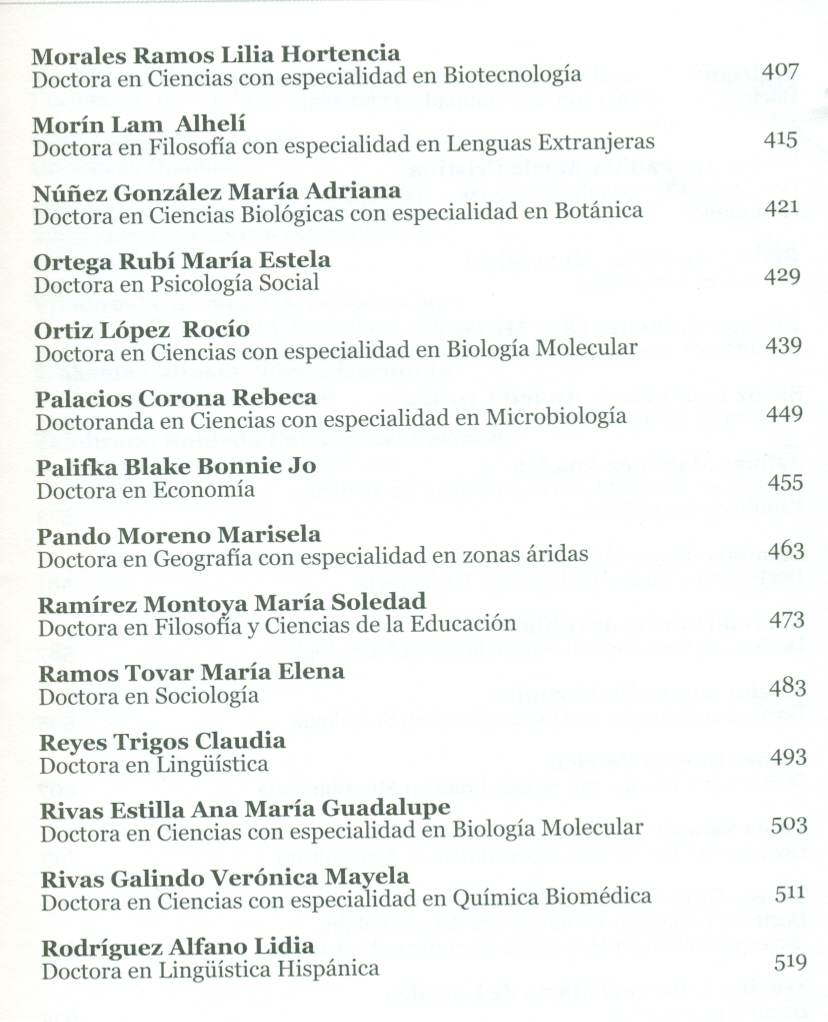 Morales Ramos Lilia Hortencia
Doctora en Ciencias con especialidad en Biotecnología 407
Morín Lam Alhelí
Doctora en Filosofía con especialidad en Lenguas Extranjeras 415
Núñez González María Adriana
Doctora en Ciencias Biológicas con especialidad en Botánica 421
Ortega Rubí María Estela
Doctora en Psicología Social 429
Ortiz López Rocío
Doctora en Ciencias con especialidad en Biología Molecular 439
Palacios Corona Rebeca
Doctoranda en Ciencias con especialidad en Microbiología 449
Palifka Blake Bonnie Jo
Doctora en Economía 455
Pando Moreno Marisela
Doctora en Geografía con especialidad en zonas áridas 463
Ramírez Montoya María Soledad
Doctora en Filosofía y Ciencias de la Educación 473
Ramos Tovar María Elena
Doctora en Sociología 483
Reyes Trigos Claudia
Doctora en Lingüística 493
Rivas Estilla Ana María Guadalupe
Doctora en Ciencias con especialidad en Biología Molecular 503
Rivas Galindo Verónica Mayela
Doctora en Ciencias con especialidad en Química Biomédica 511
Rodríguez Alfano Lidia
Doctora en Lingüística Hispánica 519